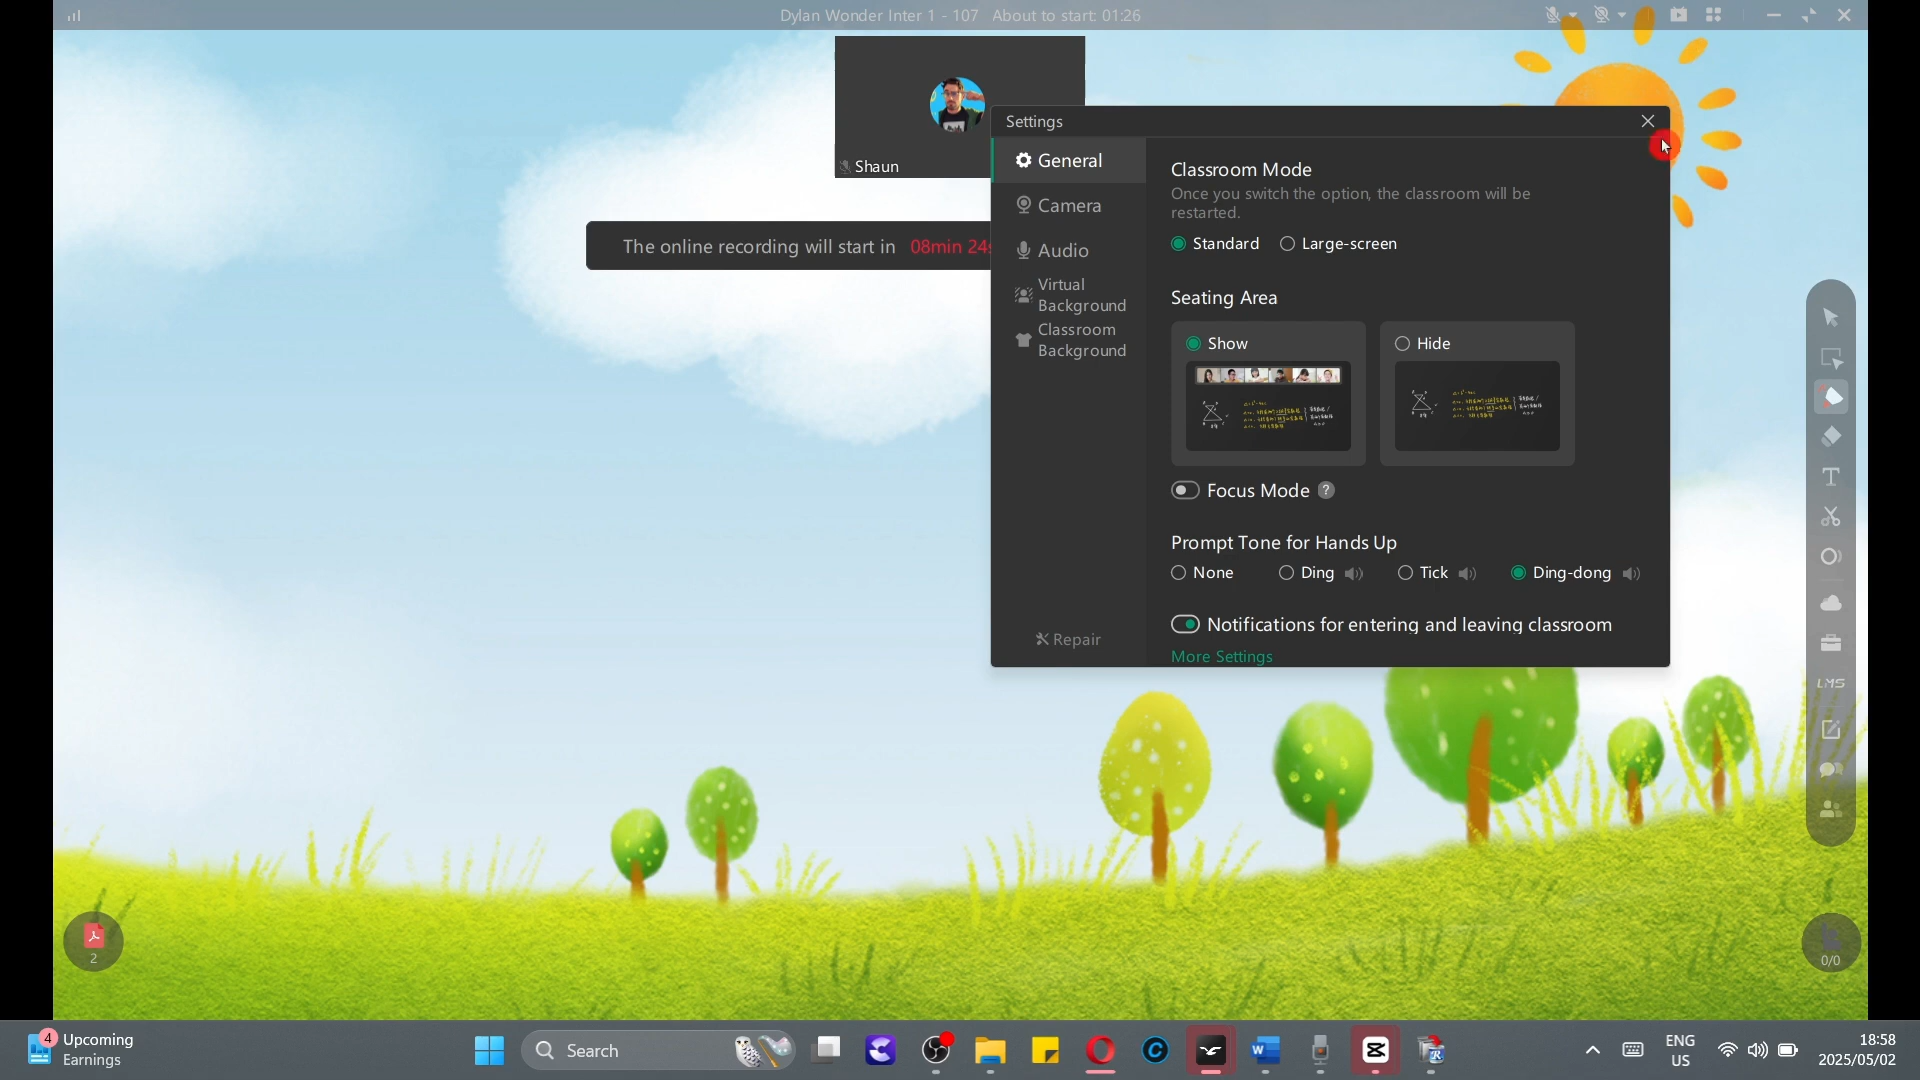 Dylan Wonder Inter 1 - 107 About to start: 01:26
Shaun
The online recording will start in 08min 24s
Settings
General
Camera
Audio
Virtual
Background
Classroom
Background
Repair
Classroom Mode
Once you switch the option, the classroom will be
restarted.
Standard Large-screen
Seating Area
Show Hide
Focus Mode ?
Prompt Tone for Hands Up
None Ding Tick Ding-dong
Notifications for entering and leaving classroom
More Settings
T
LMS
2
0/0
4
Upcoming
Earnings
Search
ENG
US
18:58
2025/05/02